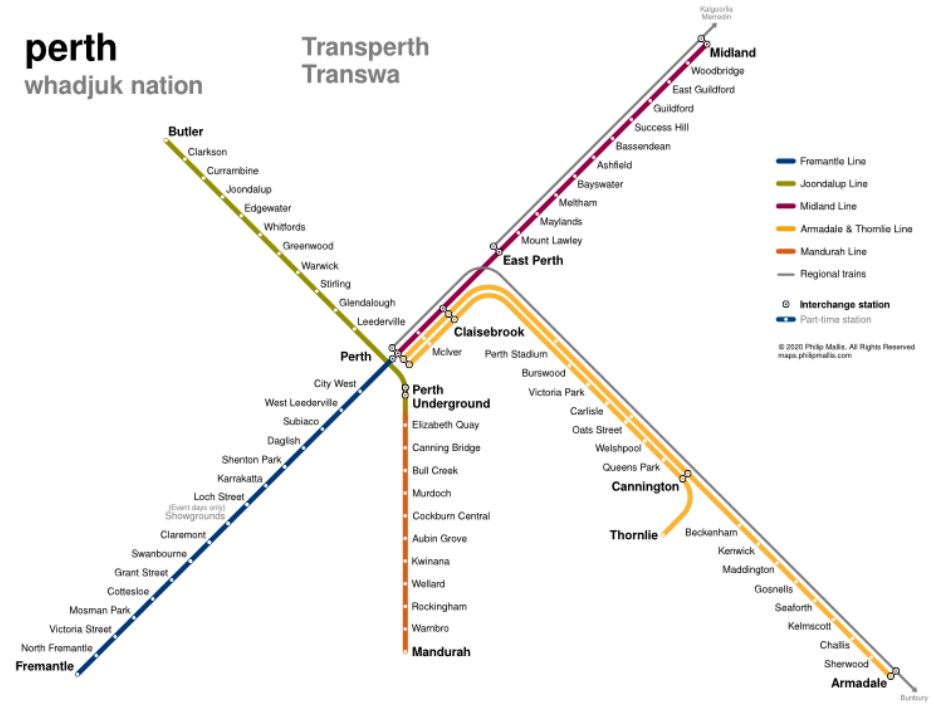 perth
whadjuk nation
Transperth
Transwa
Kalgoorlie
Merredin
Midland
Woodbridge
East Guildford
Guildford
Success Hill
Bassendean
Ashfield
Bayswater
Meltham
Maylands
Mount Lawley
East Perth
Butler
Clarkson
Currambine
Joondalup
Edgewater
Whitfords
Greenwood
Warwick
Stirling
Glendalough
Leederville
Perth
Claisebrook
McIver
Perth
Underground
Elizabeth Quay
Canning Bridge
Bull Creek
Murdoch
Cockburn Central
Aubin Grove
Kwinana
Wellard
Rockingham
Warnbro
Mandurah
City West
West Leederville
Subiaco
Daglish
Shenton Park
Karrakatta
Loch Street
(Event days only)
Showgrounds
Claremont
Swanbourne
Grant Street
Cottesloe
Mosman Park
Victoria Street
North Fremantle
Fremantle
Perth Stadium
Burswood
Victoria Park
Carlisle
Oats Street
Welshpool
Queens Park
Cannington
Thornlie
Beckenham
Kenwick
Maddington
Gosnells
Seaforth
Kelmscott
Challis
Sherwood
Armadale
Bunbury
Fremantle Line
Joondalup Line
Midland Line
Armadale & Thornlie Line
Mandurah Line
Regional trains
Interchange station
Part-time station
© 2020 Philip Mallis. All Rights Reserved
maps.philipmallis.com